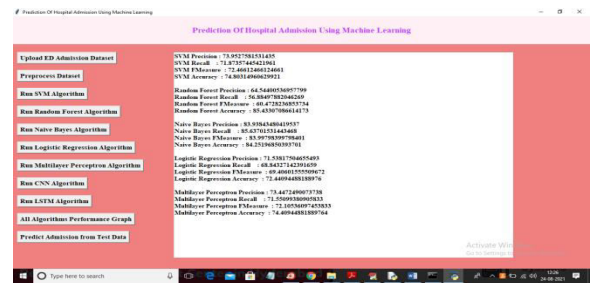 Prediction Of Hospital Admission Using Machine Learning
Prediction Of Hospital Admission Using Machine Learning
Upload ED Admission Dataset
Preprocess Dataset
Run SVM Algorithm
Run Random Forest Algorithm
Run Naive Bayes Algorithm
Run Logistic Regression Algorithm
Run Multilayer Perceptron Algorithm
Run CNN Algorithm
Run LSTM Algorithm
All Algorithms Performance Graph
Predict Admission from Test Data
SVM Precision : 73.9527581531435
SVM Recall : 71.87357445421961
SVM FMeasure : 72.46612466124661
SVM Accuracy : 74.80314960629921
Random Forest Precision : 64.54400536957799
Random Forest Recall : 56.88497882046269
Random Forest FMeasure : 60.4728236853734
Random Forest Accuracy : 85.43307086614173
Naive Bayes Precision : 83.93843480419537
Naive Bayes Recall : 85.63701531443468
Naive Bayes FMeasure : 83.99798399798401
Naive Bayes Accuracy : 84.25196850393701
Logistic Regression Precision : 71.53817504655493
Logistic Regression Recall : 68.84327142391659
Logistic Regression FMeasure : 69.40601555509672
Logistic Regression Accuracy : 72.44094488188976
Multilayer Perceptron Precision : 73.4472490073738
Multilayer Perceptron Recall : 71.55099380905833
Multilayer Perceptron FMeasure : 72.10536097453833
Multilayer Perceptron Accuracy : 74.40944881889764
Activate Win
Type here to search
12:26
24-08-2021